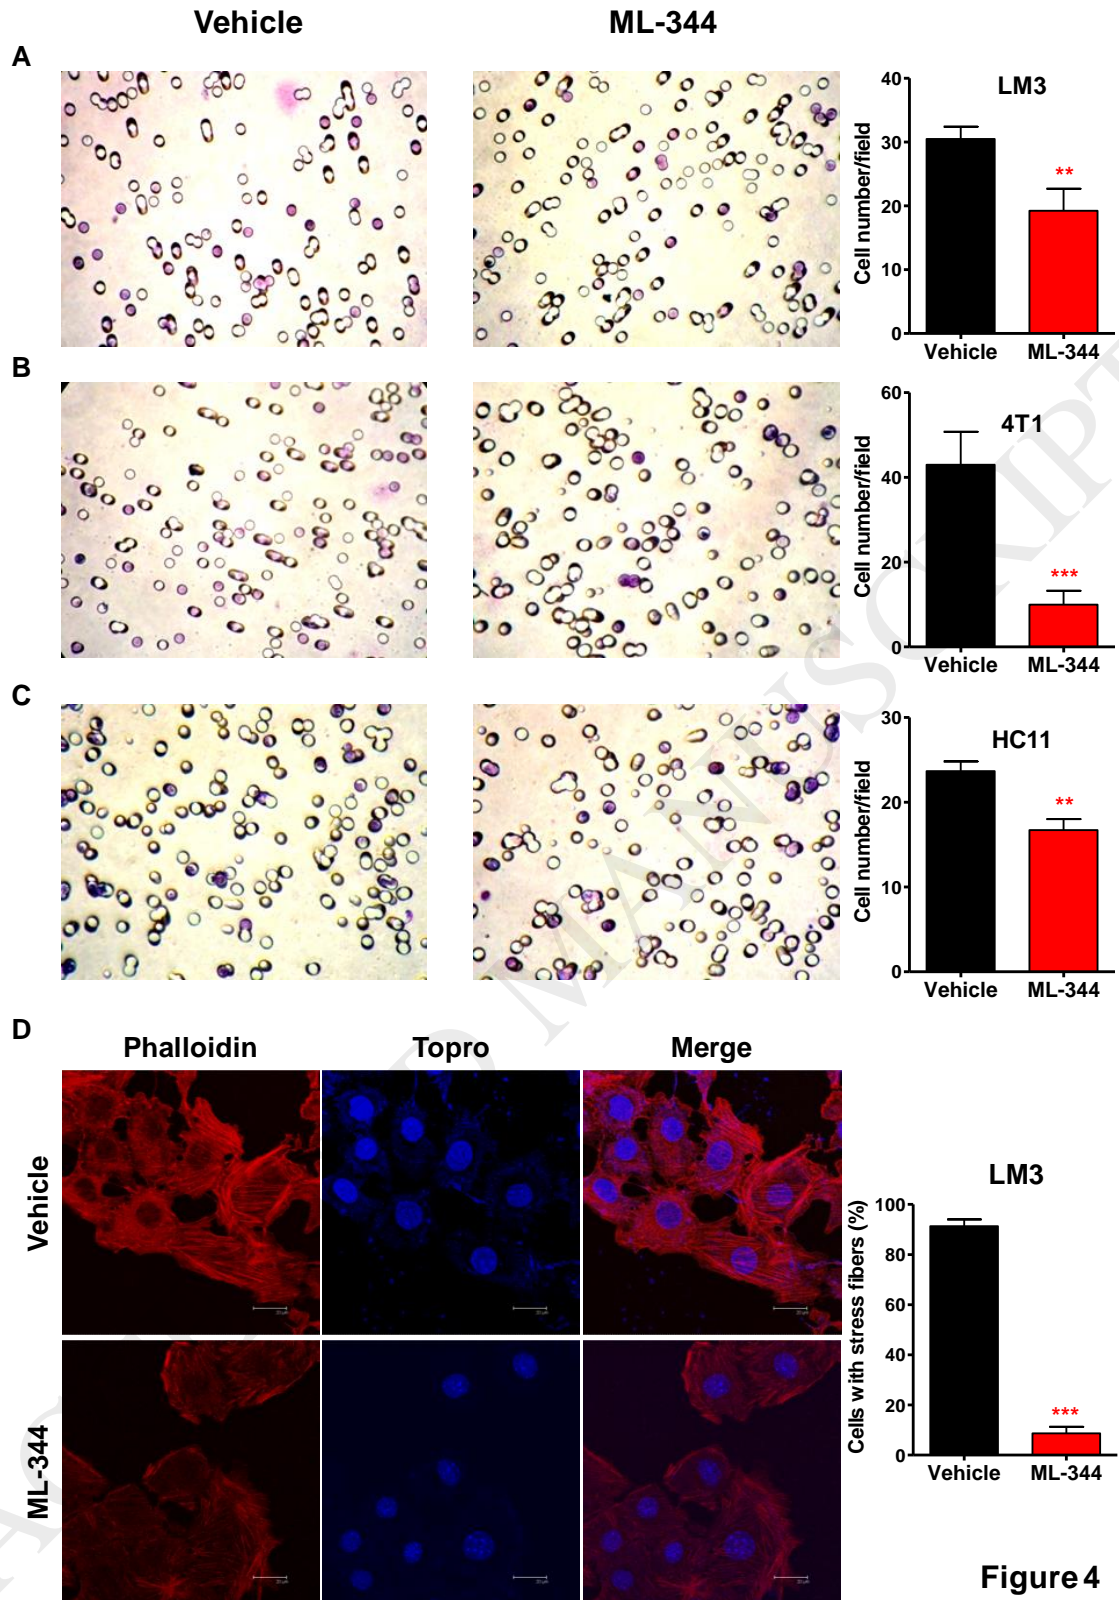 Vehicle ML-344
A
LM3
Cell number/field
40
30
20
10
0
**
Vehicle ML-344
B
4T1
Cell number/field
60
40
20
0
***
Vehicle ML-344
C
HC11
Cell number/field
30
20
10
0
**
Vehicle ML-344
D
Phalloidin Topro Merge
Vehicle
ML-344
LM3
Cells with stress fibers (%)
100
80
60
40
20
0
***
Vehicle ML-344
Figure 4